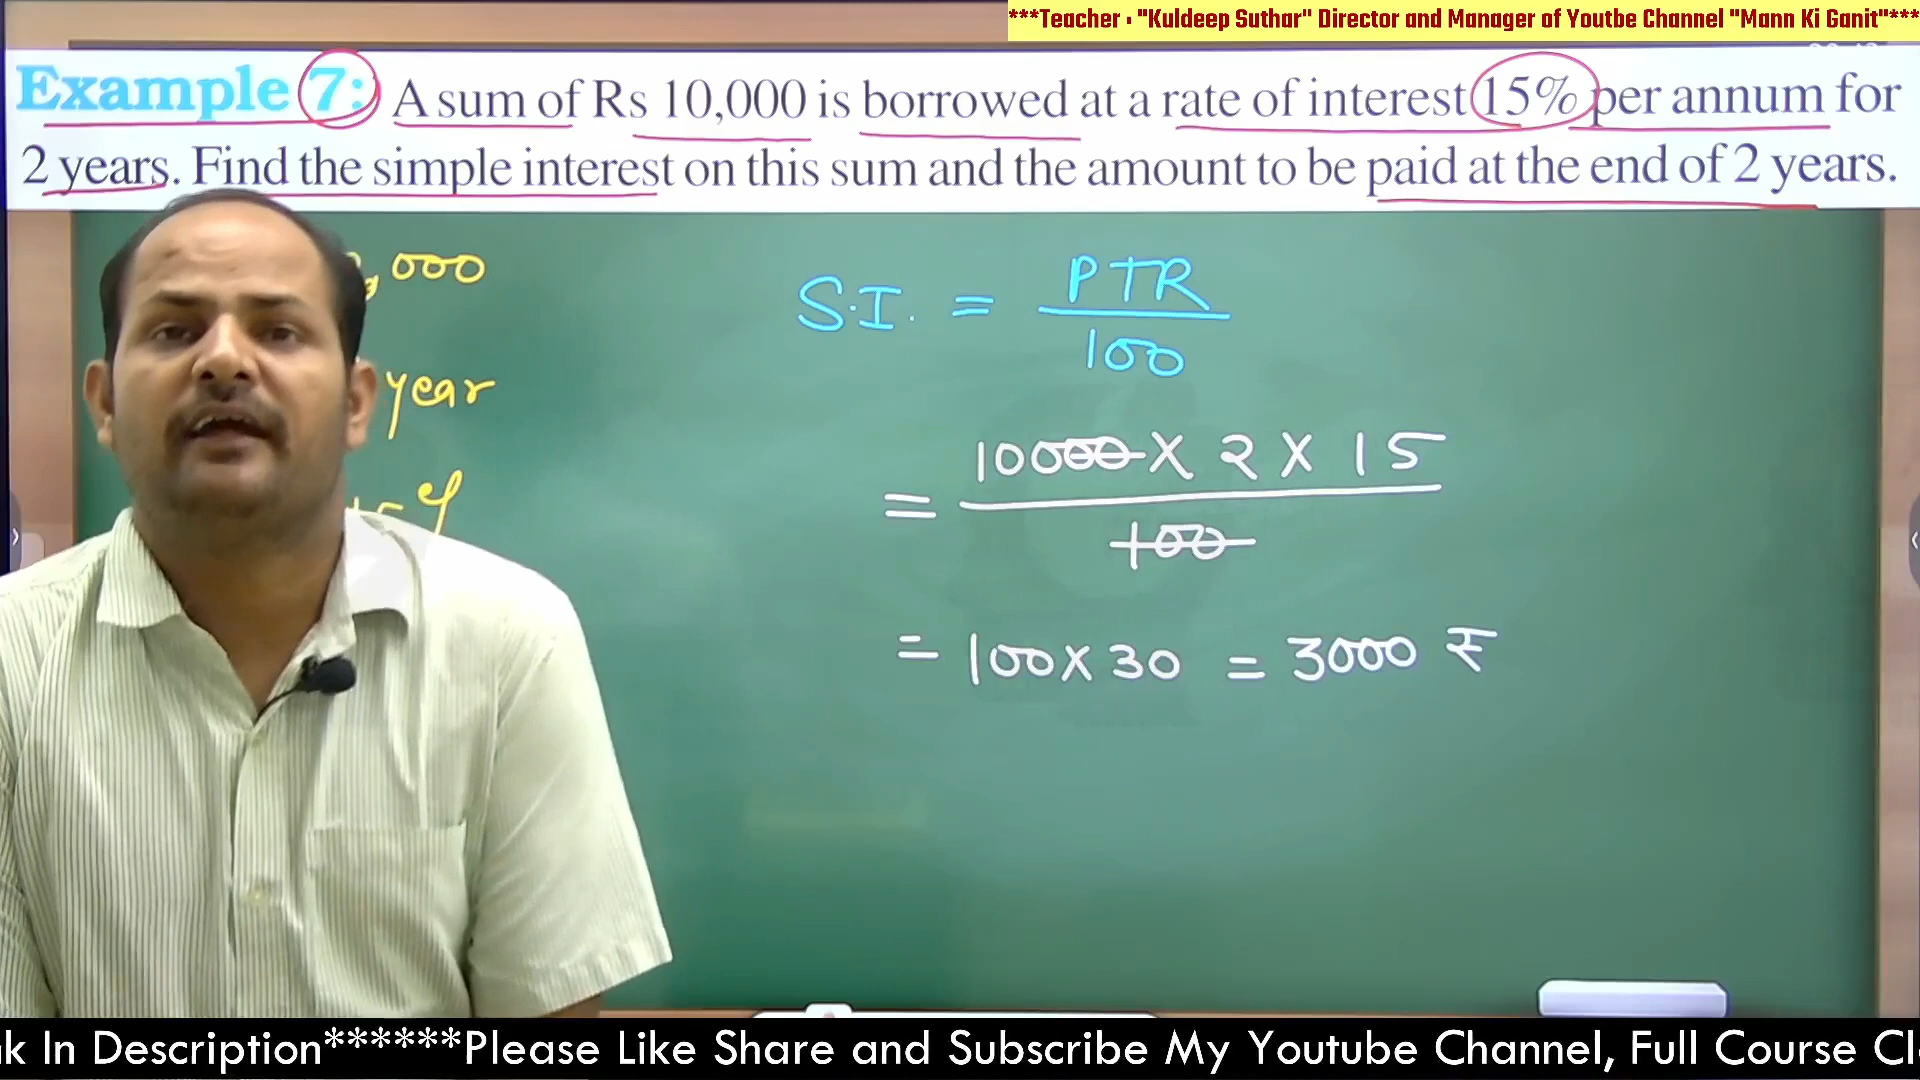 ***Teacher : "Kuldeep Suthar" Director and Manager of Youtbe Channel "Mann Ki Ganit"***
Example 7: A sum of Rs 10,000 is borrowed at a rate of interest 15% per annum for
2 years. Find the simple interest on this sum and the amount to be paid at the end of 2 years.
,000
year
S.I. = PTR
100
= 10000 X 2 X 15
100
= 100 X 30 = 3000 ₹
In Description******Please Like Share and Subscribe My Youtube Channel, Full Course